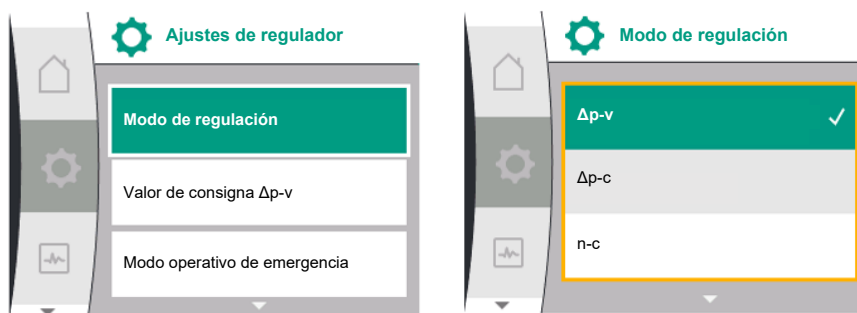 Ajustes de regulador
Modo de regulación
Valor de consigna Δp-v
Modo operativo de emergencia
Modo de regulación
Δp-v
Δp-c
n-c